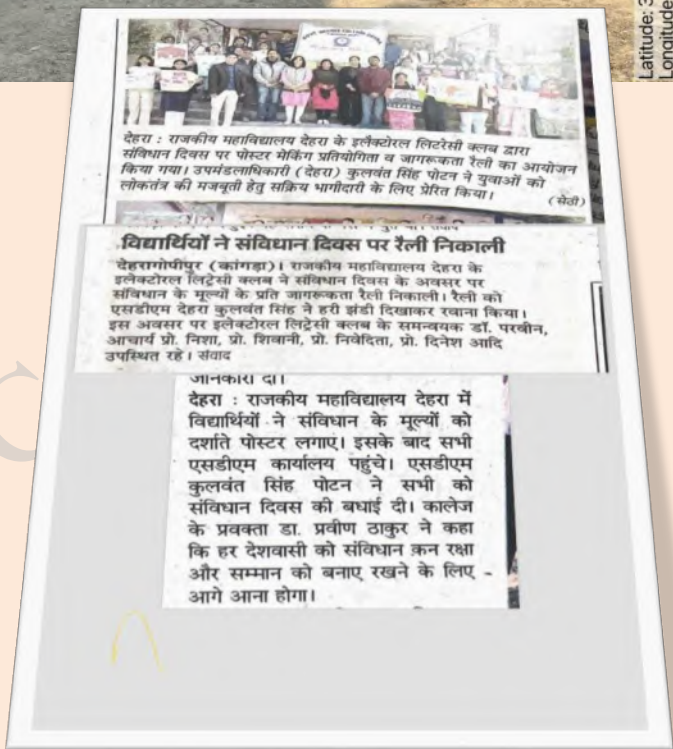 Latitude: 3
Longitude
देहरा : राजकीय महाविद्यालय देहरा के इलैक्टोरल लिटरेसी क्लब द्वारा
संविधान दिवस पर पोस्टर मेकिंग प्रतियोगिता व जागरूकता रैली का आयोजन
किया गया। उपमंडलाधिकारी (देहरा) कुलवंत सिंह पोटन ने युवाओं को
लोकतंत्र की मजबूती हेतु सक्रिय भागीदारी के लिए प्रेरित किया।
(सेठी)
विद्यार्थियों ने संविधान दिवस पर रैली निकाली
देहरागोपीपुर (कांगड़ा)। राजकीय महाविद्यालय देहरा के
इलेक्टोरल लिट्रेसी क्लब ने संविधान दिवस के अवसर पर
संविधान के मूल्यों के प्रति जागरूकता रैली निकाली। रैली को
एसडीएम देहरा कुलवंत सिंह ने हरी झंडी दिखाकर रवाना किया।
इस अवसर पर इलेक्टोरल लिट्रेसी क्लब के समन्वयक डॉ. परवीन,
आचार्य प्रो. निशा, प्रो. शिवानी, प्रो. निवेदिता, प्रो. दिनेश आदि
उपस्थित रहे। संवाद
जानकारी दी।
देहरा : राजकीय महाविद्यालय देहरा में
विद्यार्थियों ने संविधान के मूल्यों को
दर्शाते पोस्टर लगाए। इसके बाद सभी
एसडीएम कार्यालय पहुंचे। एसडीएम
कुलवंत सिंह पोटन ने सभी को
संविधान दिवस की बधाई दी। कालेज
के प्रवक्ता डा. प्रवीण ठाकुर ने कहा
कि हर देशवासी को संविधान क़न रक्षा
और सम्मान को बनाए रखने के लिए -
आगे आना होगा।